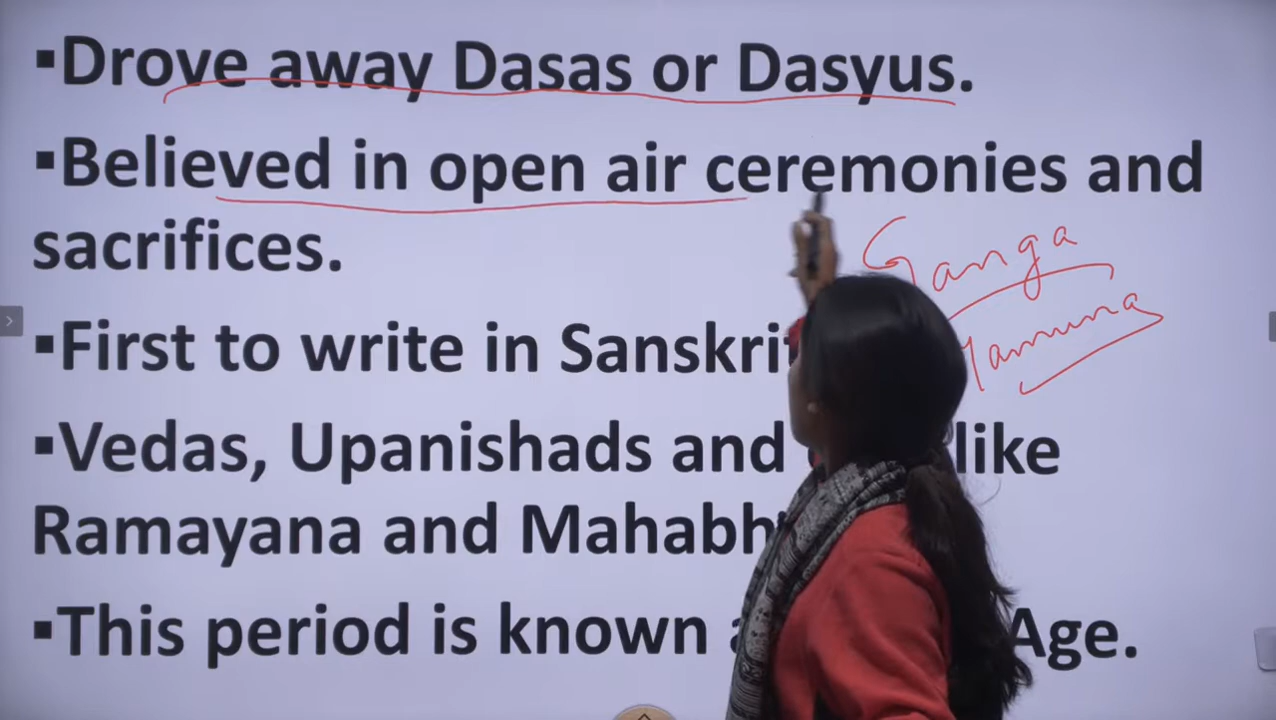 ▪Drove away Dasas or Dasyus.
▪Believed in open air ceremonies and
sacrifices.
Ganga
Yamuna
▪First to write in Sanskrit
▪Vedas, Upanishads and like
Ramayana and Mahabh
▪This period is known Age.